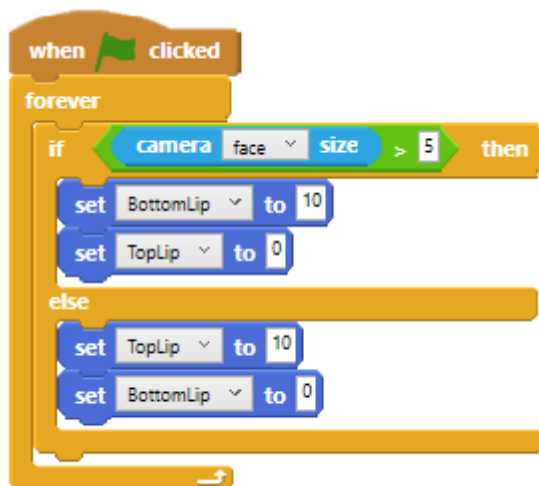 when clicked
forever
if camera face size > 5 then
set BottomLip to 10
set TopLip to 0
else
set TopLip to 10
set BottomLip to 0